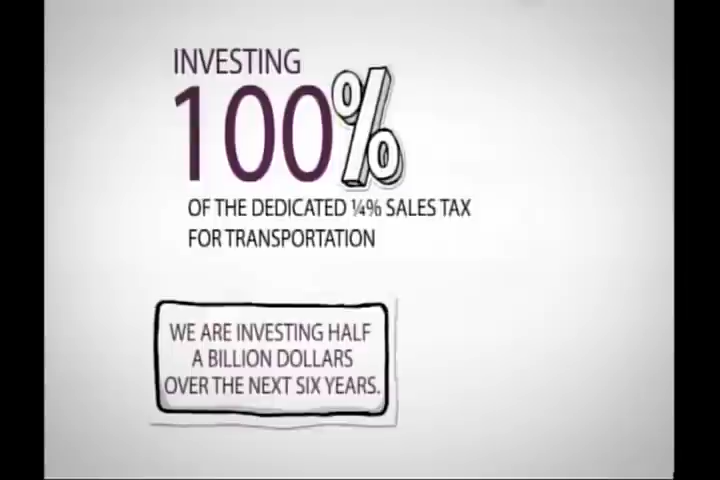 INVESTING
100%
OF THE DEDICATED ¼% SALES TAX
FOR TRANSPORTATION
WE ARE INVESTING HALF
A BILLION DOLLARS
OVER THE NEXT SIX YEARS.